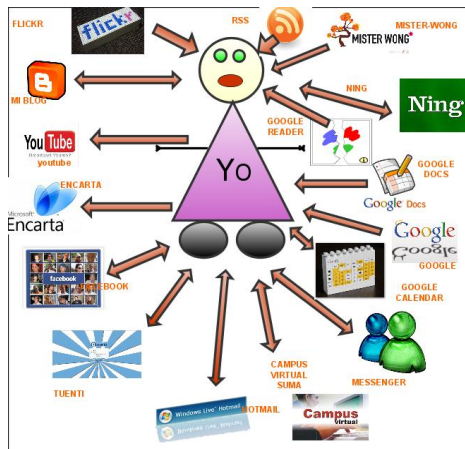 FLICKR
flickr
RSS
MISTER-WONG
MISTER WONG
MI BLOG
NING
Ning
GOOGLE
READER
You Tube
youtube
Yo
GOOGLE
DOCS
Google Docs
ENCARTA
Microsoft
Encarta
Google
GOOGLE
facebook
FACEBOOK
GOOGLE
CALENDAR
TUENTI
CAMPUS
VIRTUAL
SUMA
MESSENGER
Windows Live Hotmail
HOTMAIL
Campus
Virtual